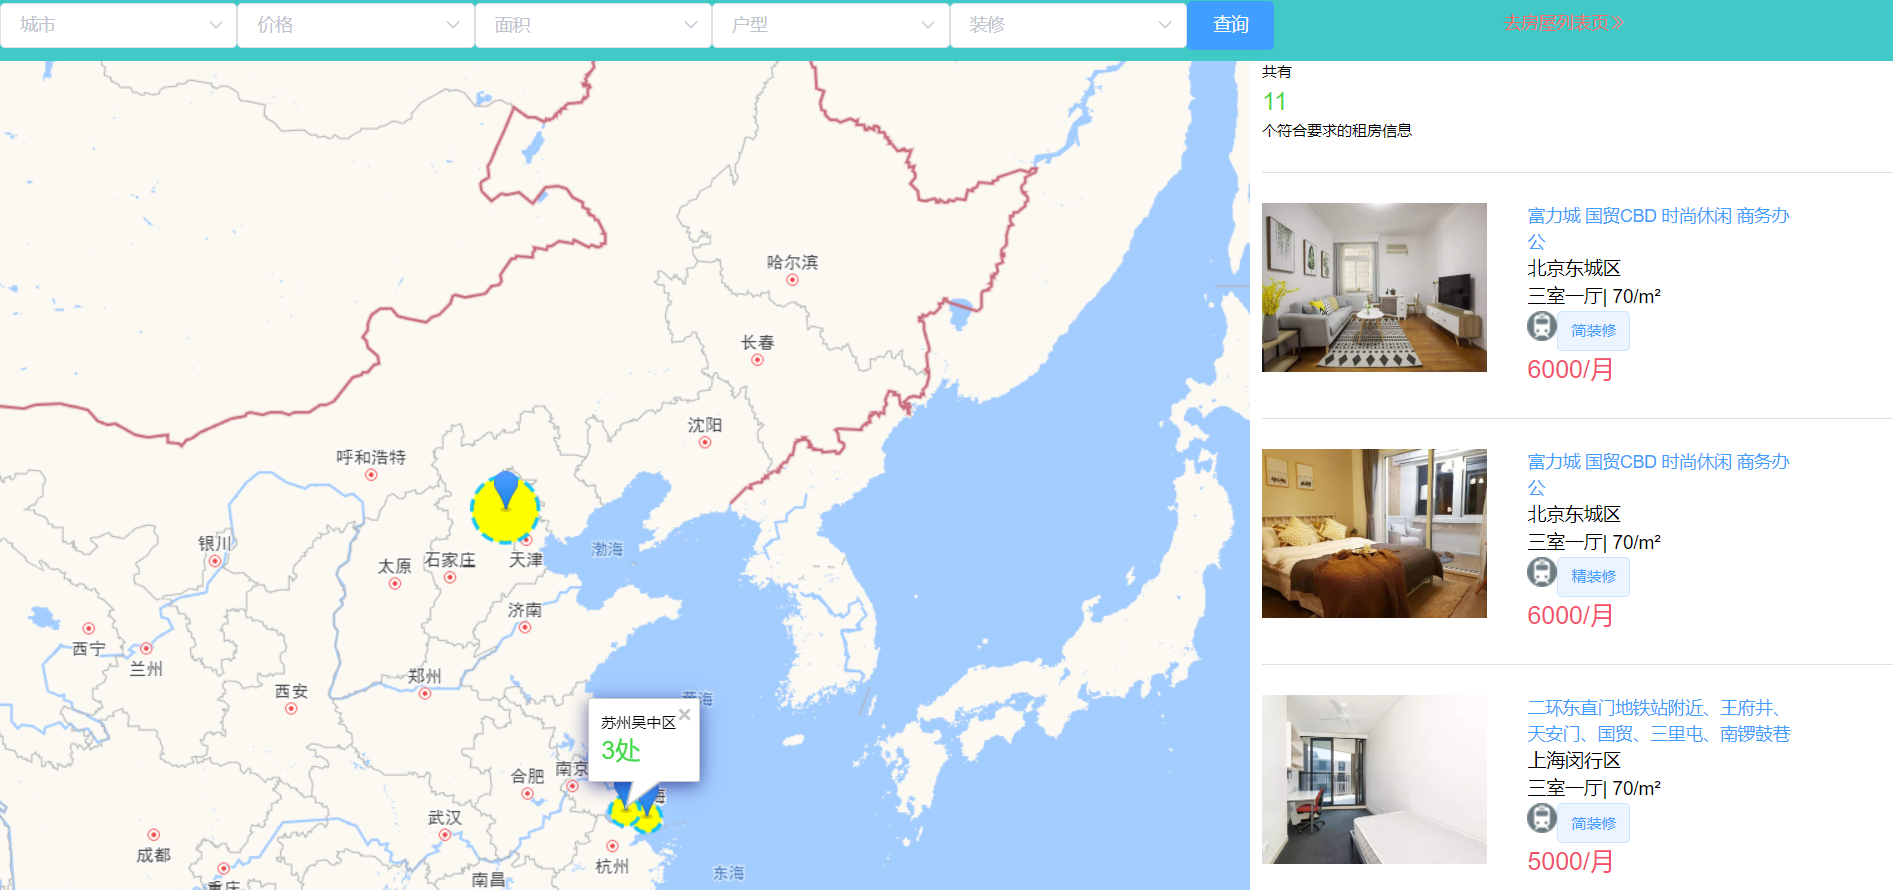 城市
价格
面积
户型
装修
查询
去房屋列表页
共有
11
个符合要求的租房信息
富力城 国贸CBD 时尚休闲 商务办
公
北京东城区
三室一厅| 70/m²
简装修
6000/月
富力城 国贸CBD 时尚休闲 商务办
公
北京东城区
三室一厅| 70/m²
精装修
6000/月
二环东直门地铁站附近、王府井、
天安门、国贸、三里屯、南锣鼓巷
上海闵行区
三室一厅| 70/m²
简装修
5000/月
哈尔滨
长春
沈阳
呼和浩特
银川
太原
石家庄
天津
渤海
济南
西宁
兰州
郑州
西安
黄海
苏州吴中区
3处
合肥
南京
海
武汉
成都
杭州
重庆
南昌
东海